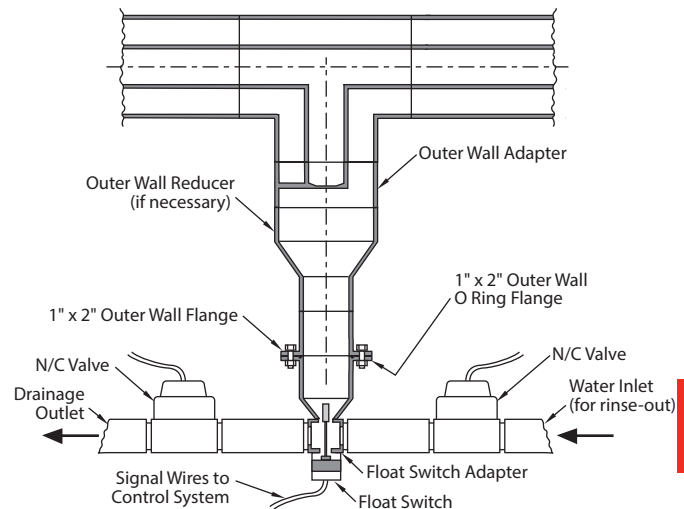 Outer Wall Adapter
Outer Wall Reducer
(if necessary)
1" x 2" Outer Wall
O Ring Flange
1" x 2" Outer Wall Flange
N/C Valve
N/C Valve
Drainage
Outlet
Water Inlet
(for rinse-out)
Float Switch Adapter
Signal Wires to
Control System
Float Switch